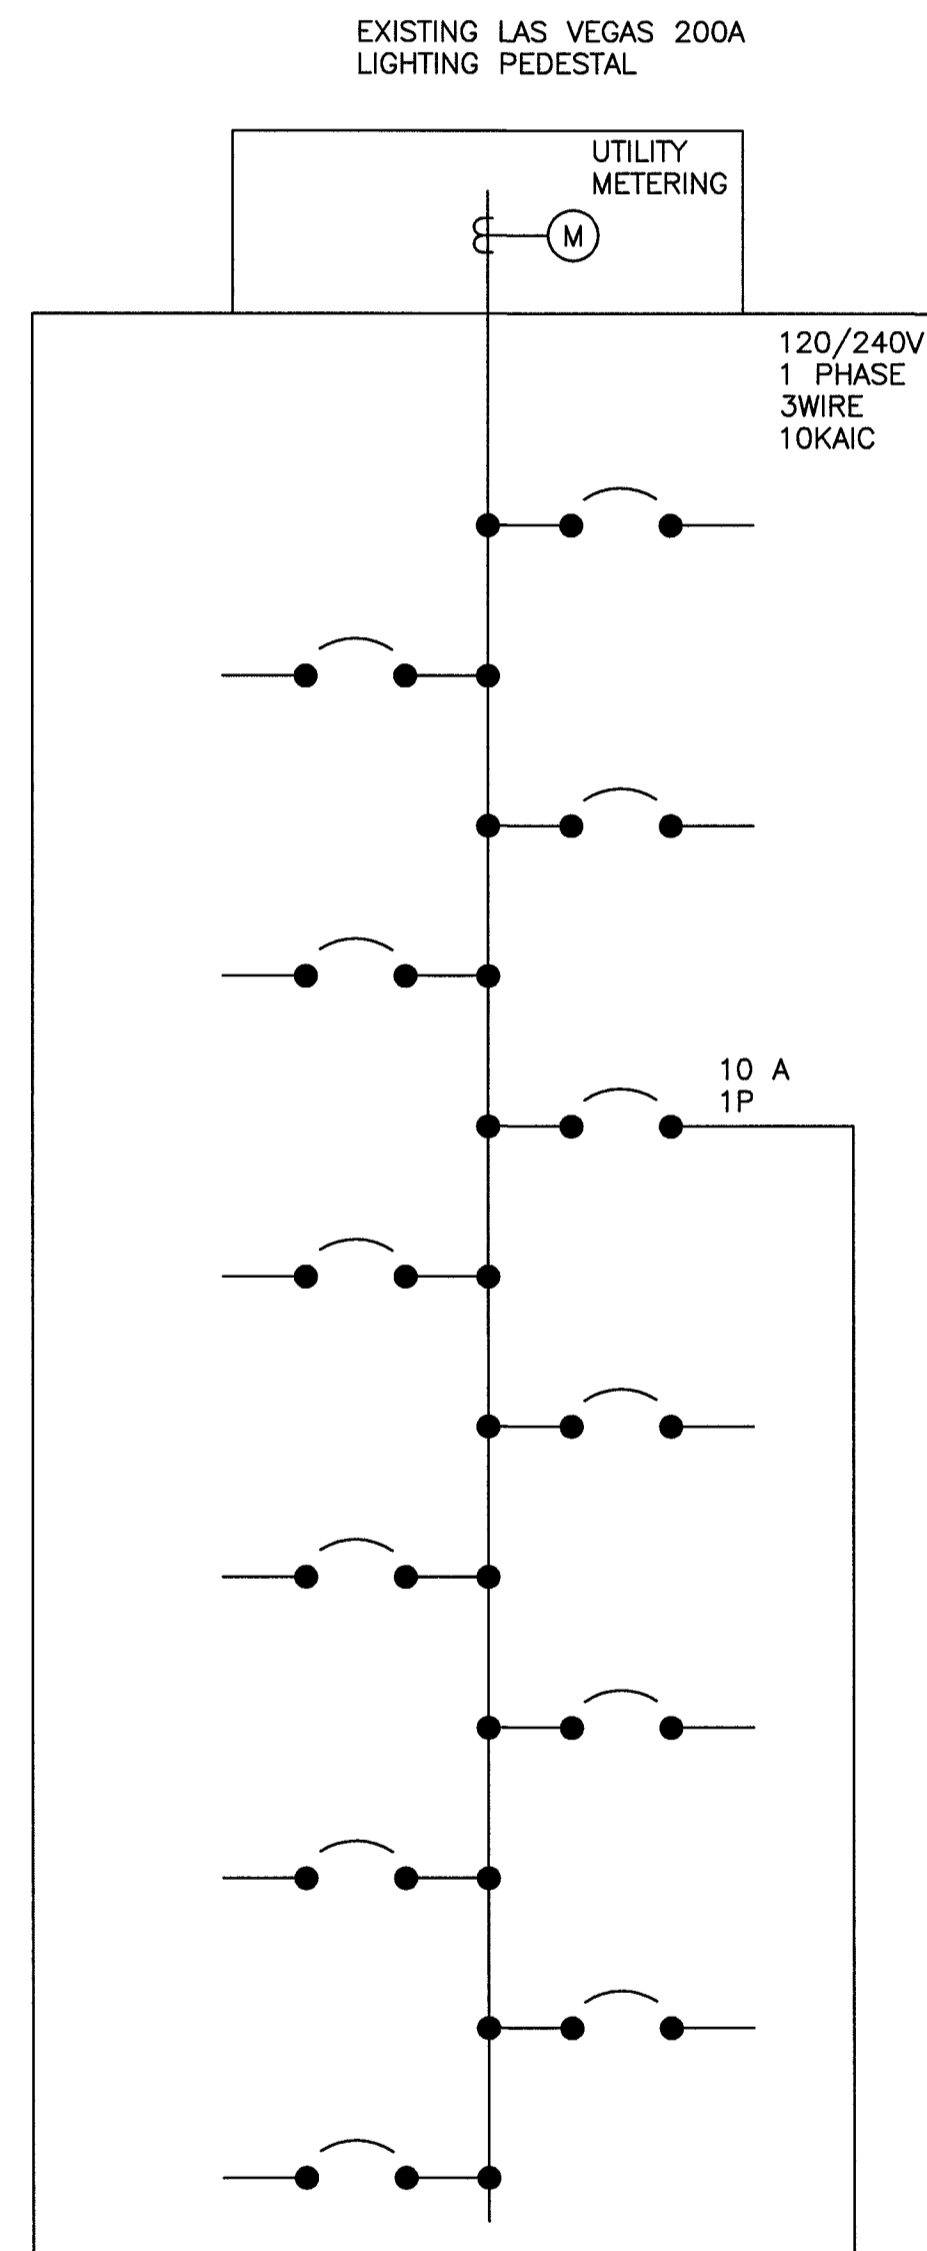 EXISTING LAS VEGAS 200A
LIGHTING PEDESTAL
UTILITY
METERING
M
120/240V
1 PHASE
3WIRE
10KAIC
10 A
1P